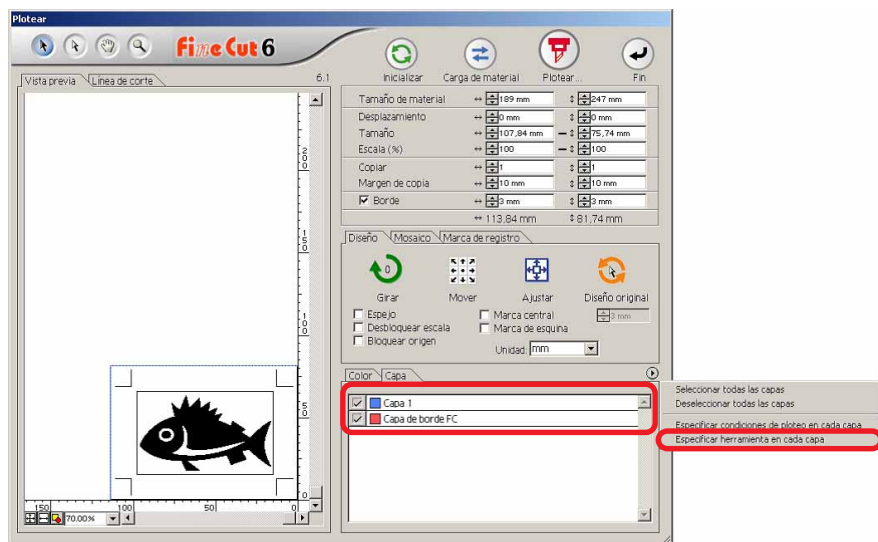 Plotear
Fine Cut 6
Inicializar Carga de material Plotear... Fin
Vista previa Línea de corte 6.1
Tamaño de material 189 mm 247 mm
Desplazamiento 0 mm 0 mm
Tamaño 107,84 mm 75,74 mm
Escala (%) 100 100
Copiar 1 1
Margen de copia 10 mm 10 mm
Borde 3 mm 3 mm
113,84 mm 81,74 mm
Diseño Mosaico Marca de registro
0
Girar Mover Ajustar Diseño original
Espejo Marca central 3 mm
Desbloquear escala Marca de esquina
Bloquear origen
Unidad: mm
Color Capa
Capa 1
Capa de borde FC
Seleccionar todas las capas
Deseleccionar todas las capas
Especificar condiciones de ploteo en cada capa
Especificar herramienta en cada capa
200
150
100
50
0
150 100 50 0
70.00%